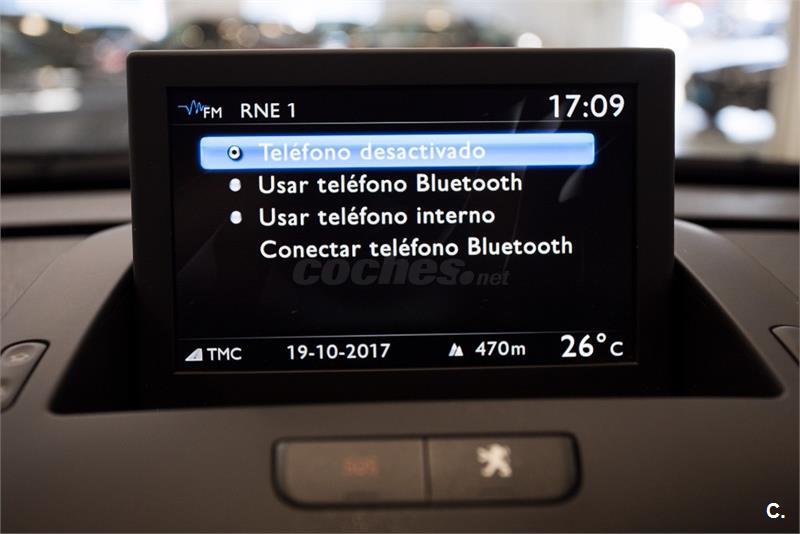 FM RNE 1 17:09
Teléfono desactivado
Usar teléfono Bluetooth
Usar teléfono interno
Conectar teléfono Bluetooth
coches.net
TMC 19-10-2017 470m 26°C
SOS
C.